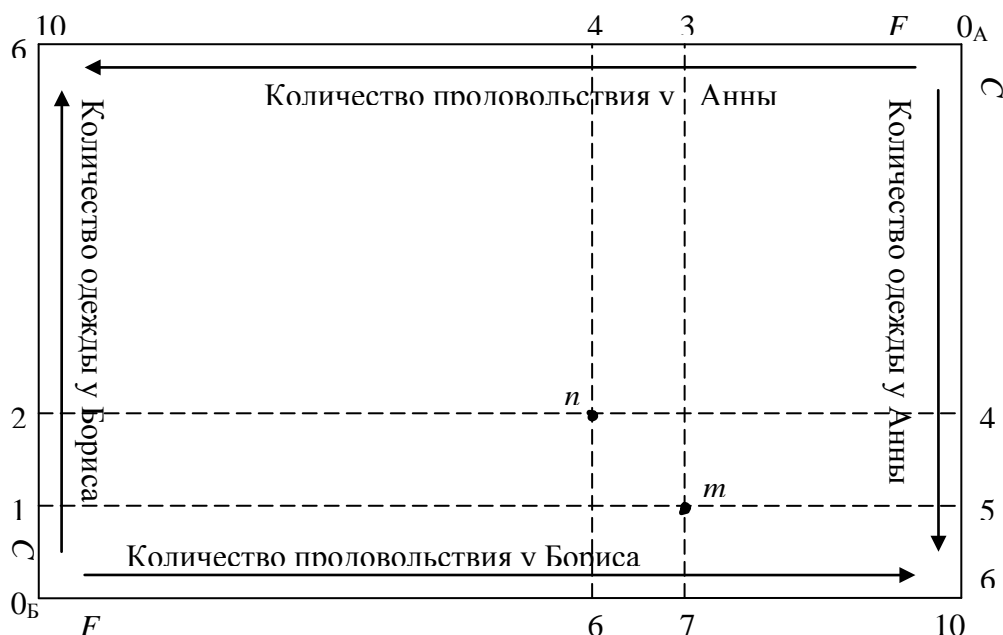 10 4 3 F 0А
6
Количество продовольствия у Анны
C
Количество одежды у Бориса
Количество одежды у Анны
n
2 4
m
1 5
C
Количество продовольствия у Бориса
6
0Б
F 6 7 10